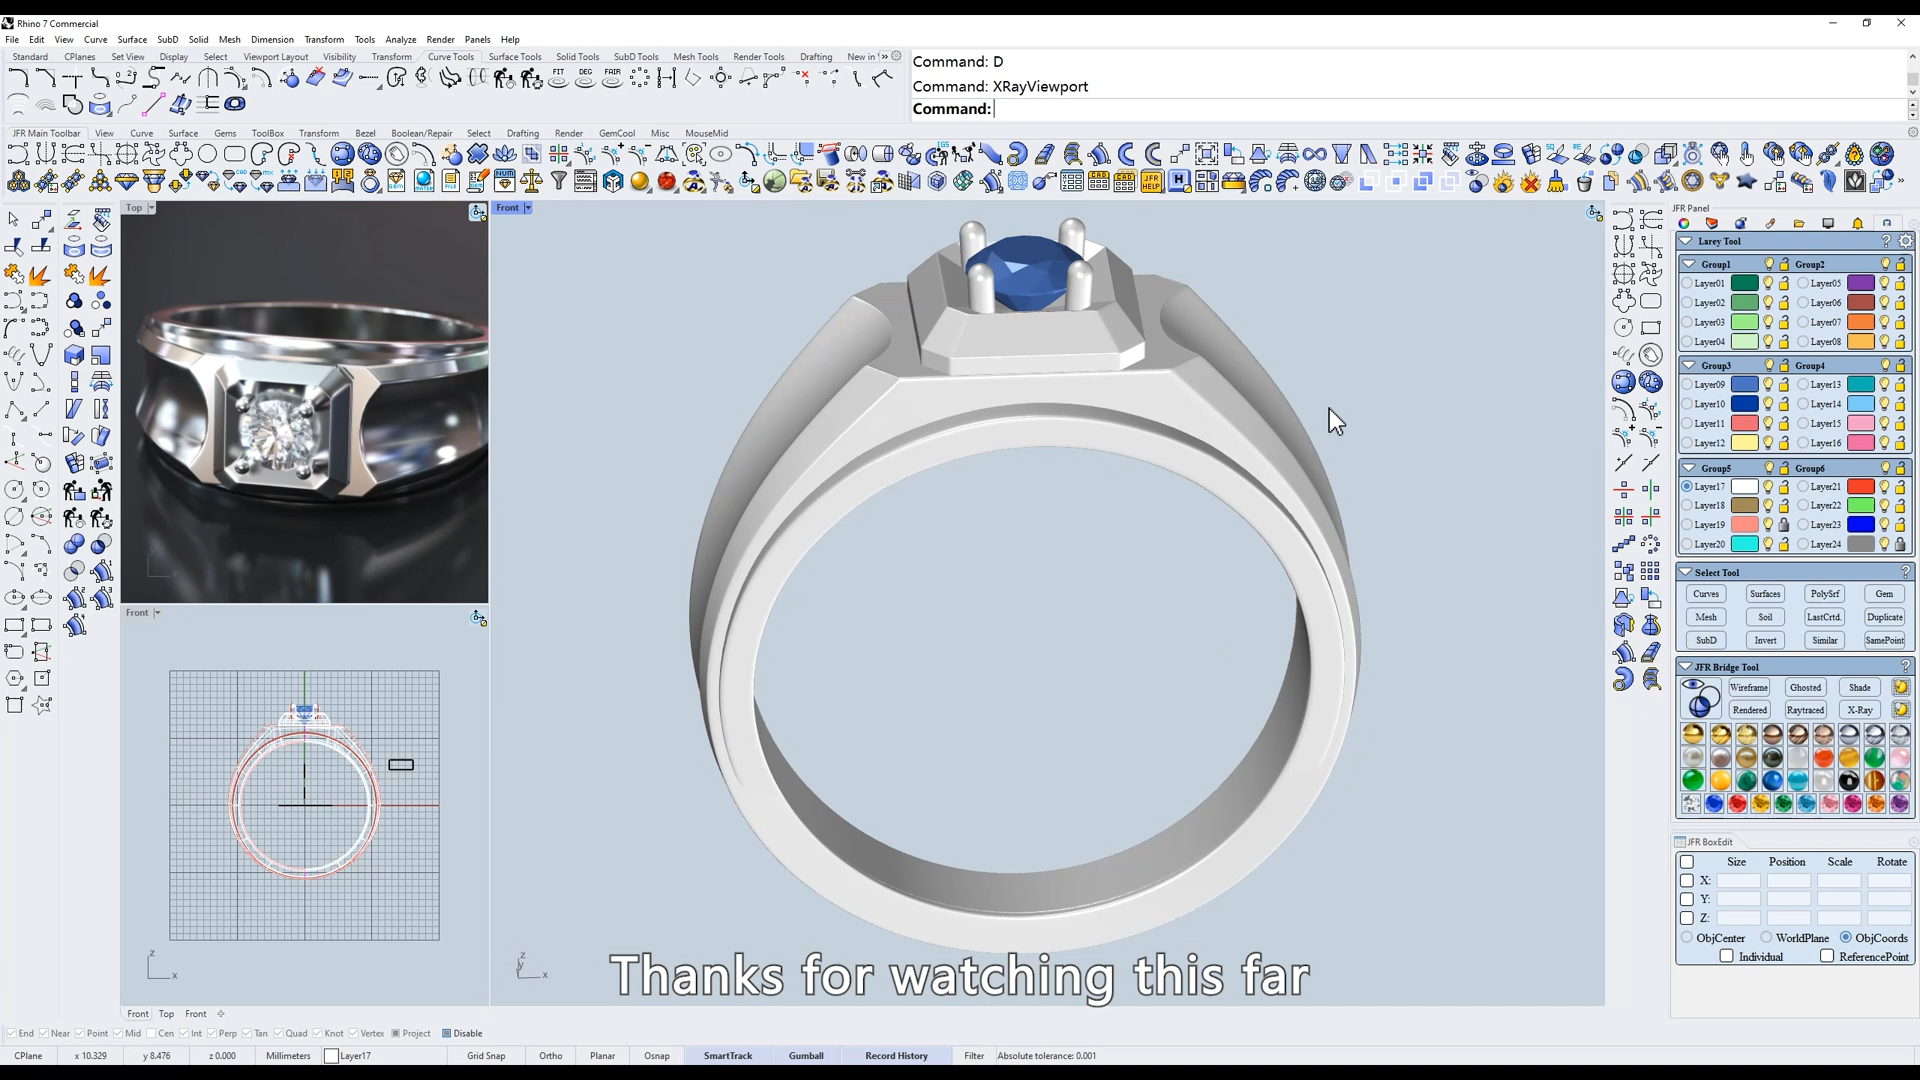 Rhino 7 Commercial
File Edit View Curve Surface SubD Solid Mesh Dimension Transform Tools Analyze Render Panels Help
Standard CPlanes Set View Display Select Viewport Layout Visibility Transform Curve Tools Surface Tools Solid Tools SubD Tools Mesh Tools Render Tools Drafting New in
Command: D
Command: XRayViewport
Command:
FIT DEG FAIR
JFR Main Toolbar View Curve Surface Gems ToolBox Transform Bezel Boolean/Repair Select Drafting Render GemCool Misc MouseMid
Top
Front
JFR Panel
Larey Tool
Group1 Group2
Layer01 Layer05
Layer02 Layer06
Layer03 Layer07
Layer04 Layer08
Group3 Group4
Layer09 Layer13
Layer10 Layer14
Layer11 Layer15
Layer12 Layer16
Group5 Group6
Layer17 Layer21
Layer18 Layer22
Layer19 Layer23
Layer20 Layer24
Select Tool
Curves Surfaces PolySrf Gem
Mesh Soil LastCrtd. Duplicate
SubD Invert Similar SamePoint
JFR Bridge Tool
Wireframe Ghosted Shade
Rendered Raytraced X-Ray
JFR BoxEdit
Size Position Scale Rotate
X:
Y:
Z:
ObjCenter WorldPlane ObjCoords
Individual ReferencePoint
Front
z
x
z
y
x
Thanks for watching this far
Front Top Front
End Near Point Mid Cen Int Perp Tan Quad Knot Vertex Project Disable
CPlane x 10.329 y 8.476 z 0.000 Millimeters Layer17 Grid Snap Ortho Planar Osnap SmartTrack Gumball Record History Filter Absolute tolerance: 0.001